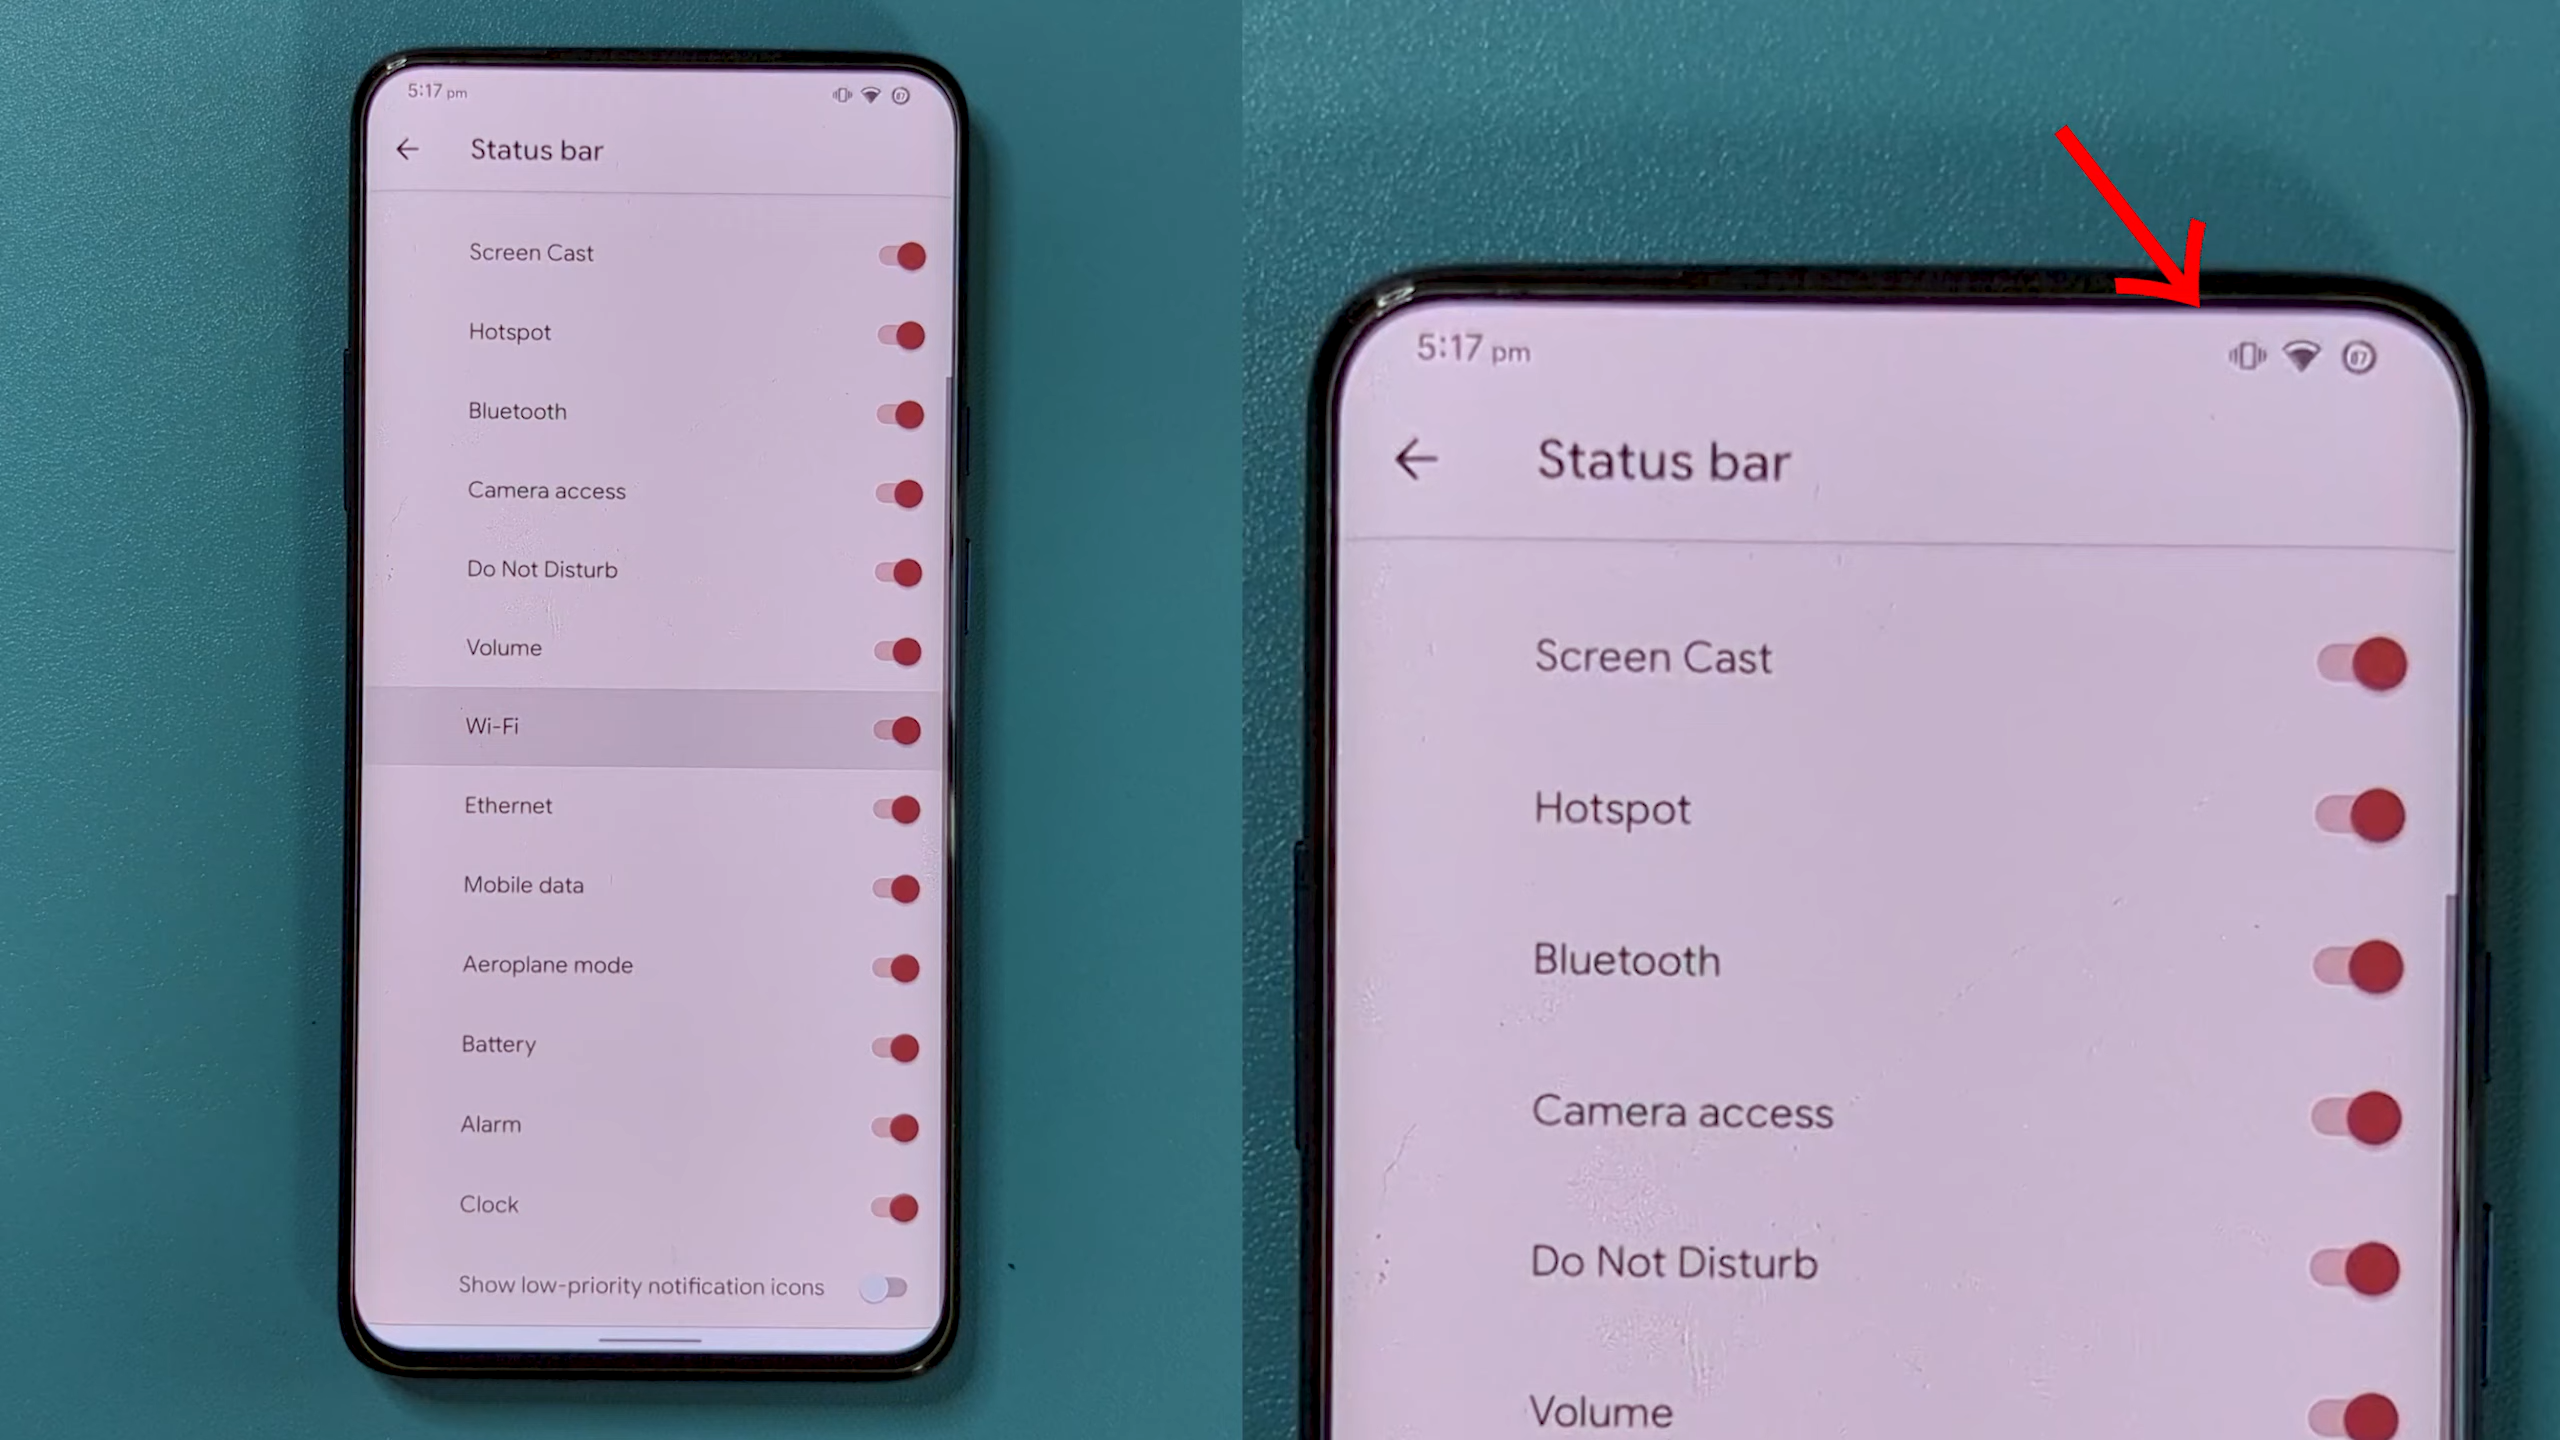 5:17 pm
87
Status bar
Screen Cast
Hotspot
Bluetooth
Camera access
Do Not Disturb
Volume
Wi-Fi
Ethernet
Mobile data
Aeroplane mode
Battery
Alarm
Clock
Show low-priority notification icons
5:17 pm
87
Status bar
Screen Cast
Hotspot
Bluetooth
Camera access
Do Not Disturb
Volume